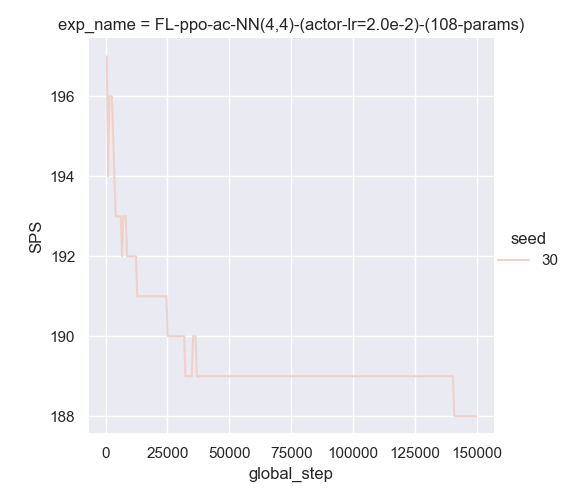 exp_name = FL-ppo-ac-NN(4,4)-(actor-lr=2.0e-2)-(108-params)
196
194
192
190
188
SPS
0 25000 50000 75000 100000 125000 150000
global_step
seed
30